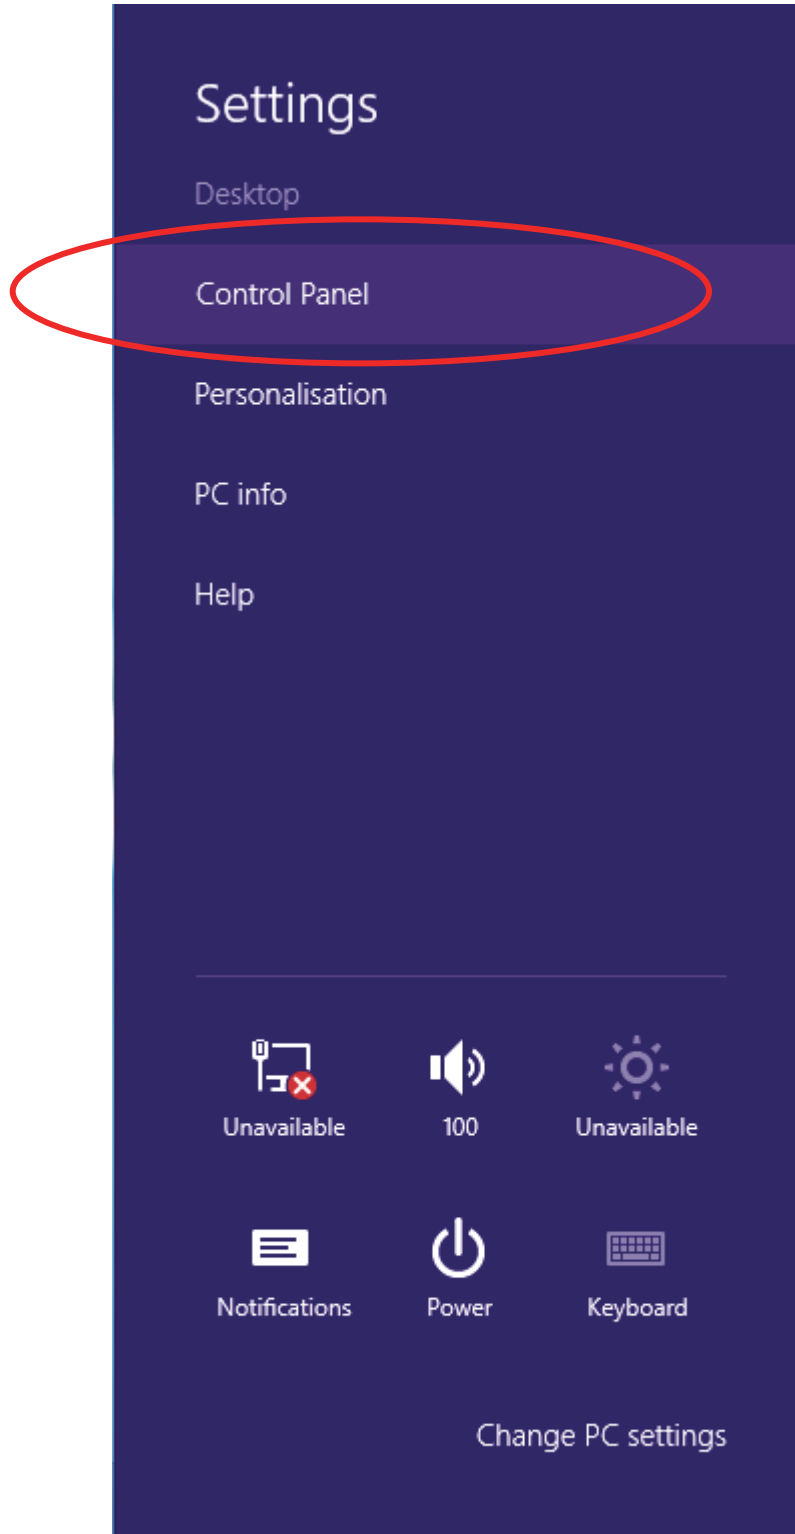 Settings
Desktop
Control Panel
Personalisation
PC info
Help
Unavailable
100
Unavailable
Notifications
Power
Keyboard
Change PC settings